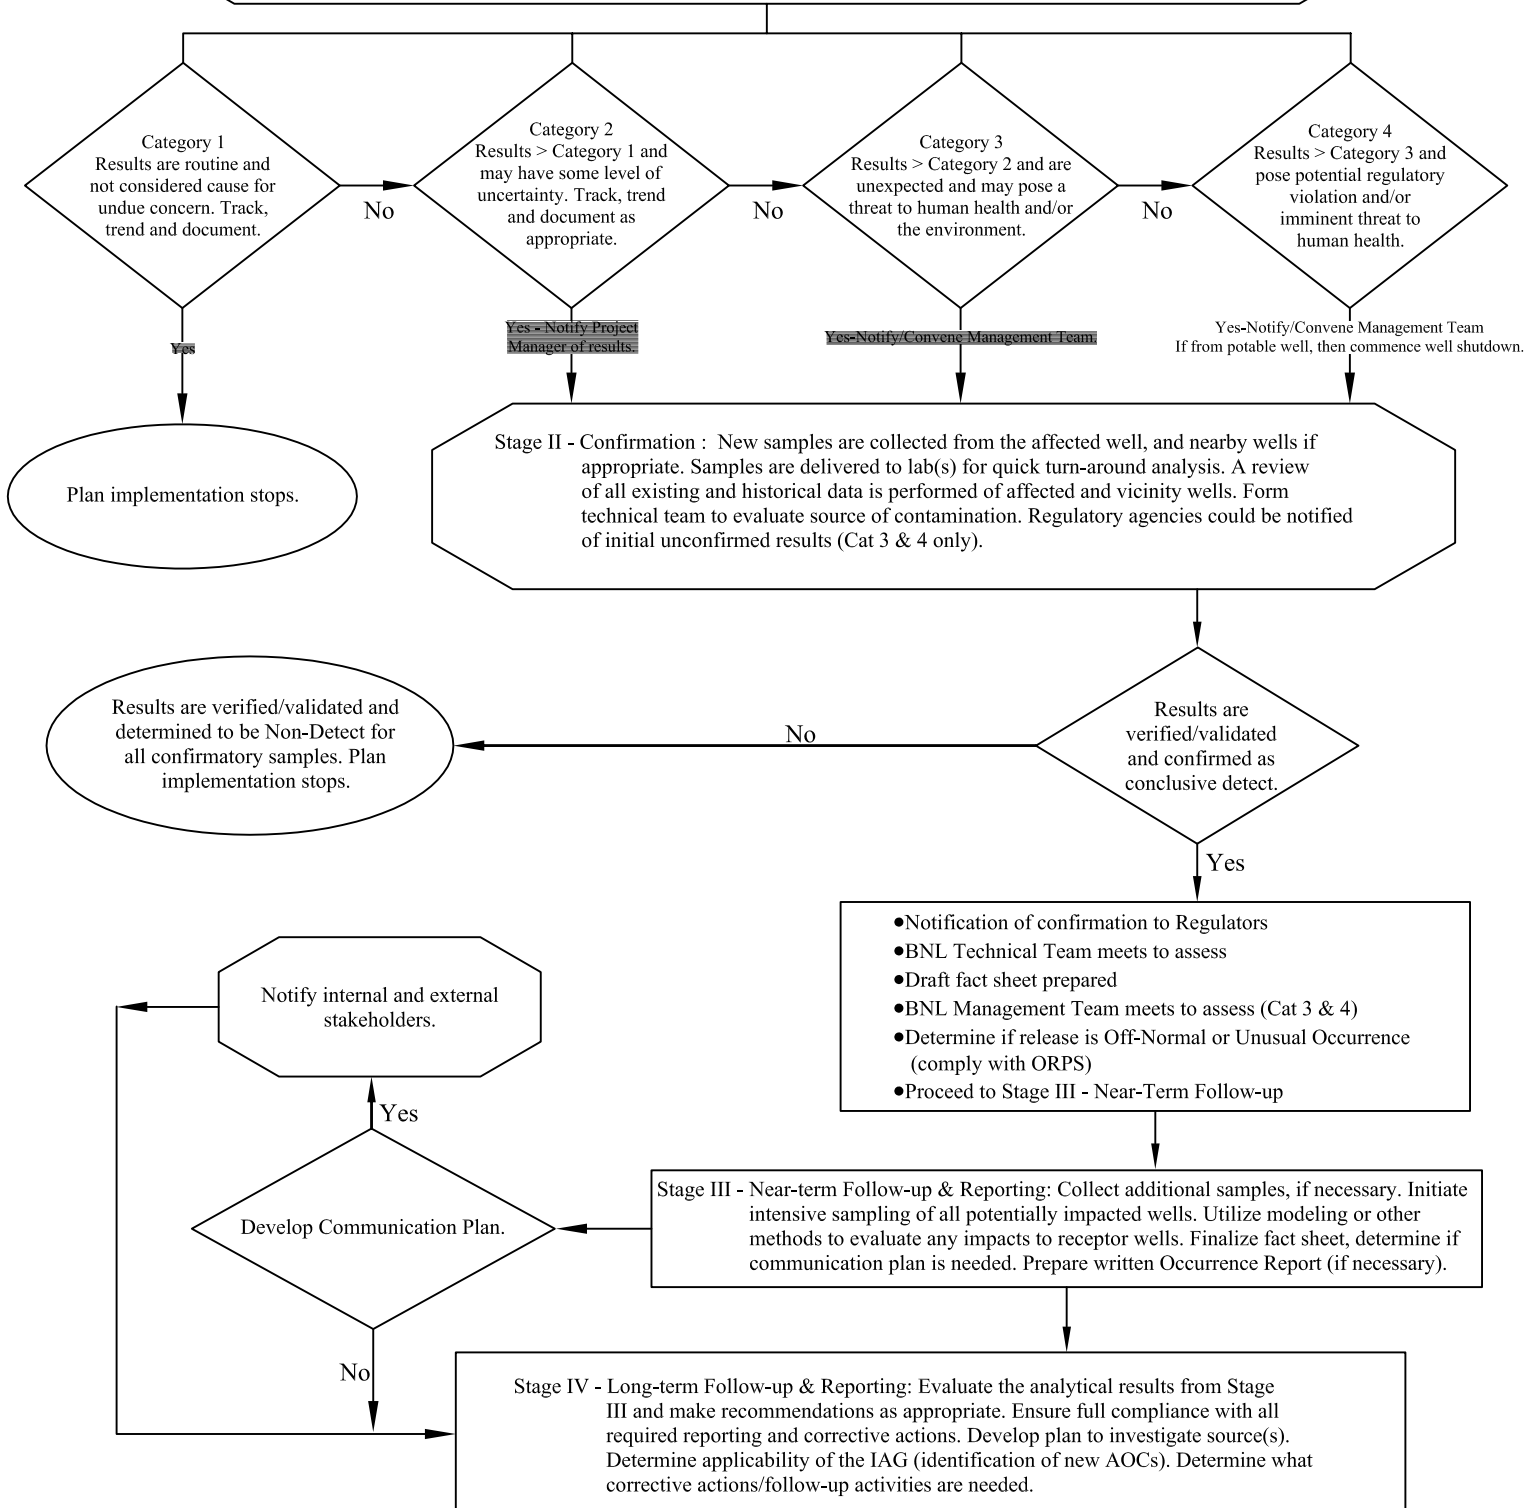 Category 1
Results are routine and
not considered cause for
undue concern. Track,
trend and document.
No
Category 2
Results > Category 1 and
may have some level of
uncertainty. Track, trend
and document as
appropriate.
No
Category 3
Results > Category 2 and are
unexpected and may pose a
threat to human health and/or
the environment.
No
Category 4
Results > Category 3 and
pose potential regulatory
violation and/or
imminent threat to
human health.
Yes
Yes - Notify Project
Manager of results.
Yes-Notify/Convene Management Team.
Yes-Notify/Convene Management Team
If from potable well, then commence well shutdown.
Plan implementation stops.
Stage II - Confirmation : New samples are collected from the affected well, and nearby wells if
appropriate. Samples are delivered to lab(s) for quick turn-around analysis. A review
of all existing and historical data is performed of affected and vicinity wells. Form
technical team to evaluate source of contamination. Regulatory agencies could be notified
of initial unconfirmed results (Cat 3 & 4 only).
Results are
verified/validated
and confirmed as
conclusive detect.
No
Results are verified/validated and
determined to be Non-Detect for
all confirmatory samples. Plan
implementation stops.
Yes
●Notification of confirmation to Regulators
●BNL Technical Team meets to assess
●Draft fact sheet prepared
●BNL Management Team meets to assess (Cat 3 & 4)
●Determine if release is Off-Normal or Unusual Occurrence
(comply with ORPS)
●Proceed to Stage III - Near-Term Follow-up
Stage III - Near-term Follow-up & Reporting: Collect additional samples, if necessary. Initiate
intensive sampling of all potentially impacted wells. Utilize modeling or other
methods to evaluate any impacts to receptor wells. Finalize fact sheet, determine if
communication plan is needed. Prepare written Occurrence Report (if necessary).
Develop Communication Plan.
Yes
Notify internal and external
stakeholders.
No
Stage IV - Long-term Follow-up & Reporting: Evaluate the analytical results from Stage
III and make recommendations as appropriate. Ensure full compliance with all
required reporting and corrective actions. Develop plan to investigate source(s).
Determine applicability of the IAG (identification of new AOCs). Determine what
corrective actions/follow-up activities are needed.